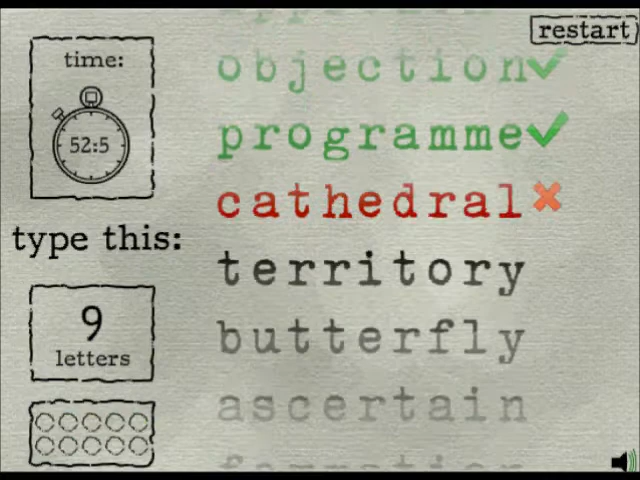 restart
time:
52:5
objection
programme
cathedral
type this:
territory
9
letters
butterfly
ascertain